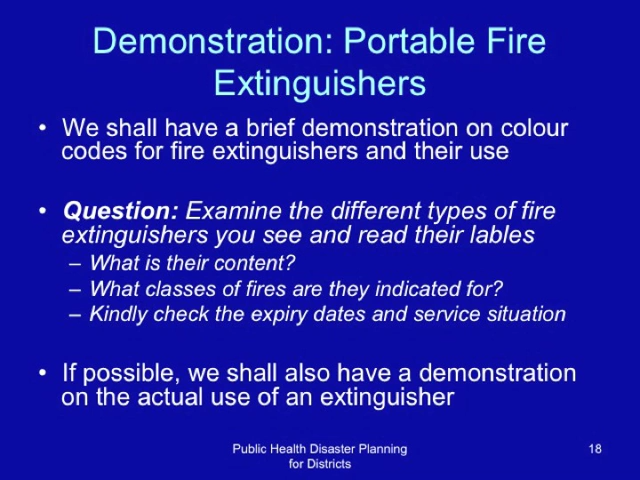 Demonstration: Portable Fire
Extinguishers
• We shall have a brief demonstration on colour
codes for fire extinguishers and their use
• Question: Examine the different types of fire
extinguishers you see and read their lables
– What is their content?
– What classes of fires are they indicated for?
– Kindly check the expiry dates and service situation
• If possible, we shall also have a demonstration
on the actual use of an extinguisher
Public Health Disaster Planning
for Districts
18